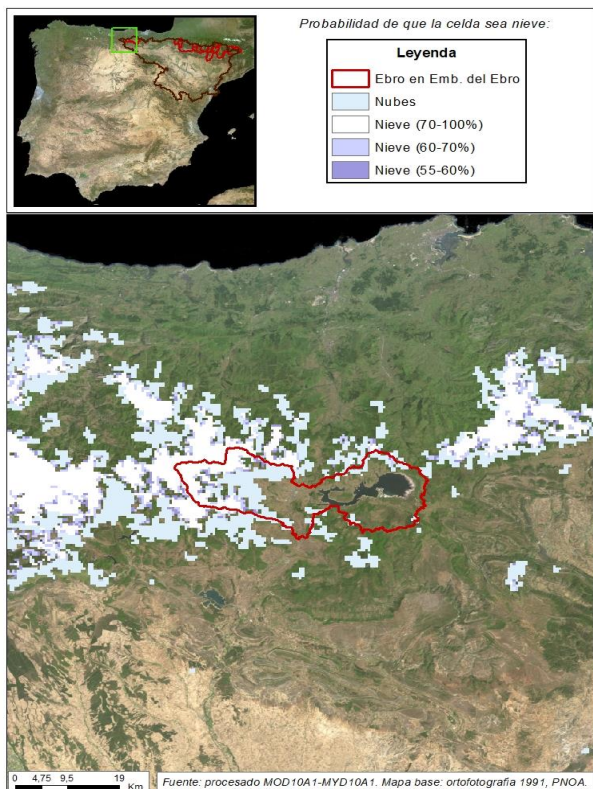 Probabilidad de que la celda sea nieve:
Leyenda
Ebro en Emb. del Ebro
Nubes
Nieve (70-100%)
Nieve (60-70%)
Nieve (55-60%)
0 4,75 9,5 19
Km
Fuente: procesado MOD10A1-MYD10A1. Mapa base: ortofotografía 1991, PNOA.